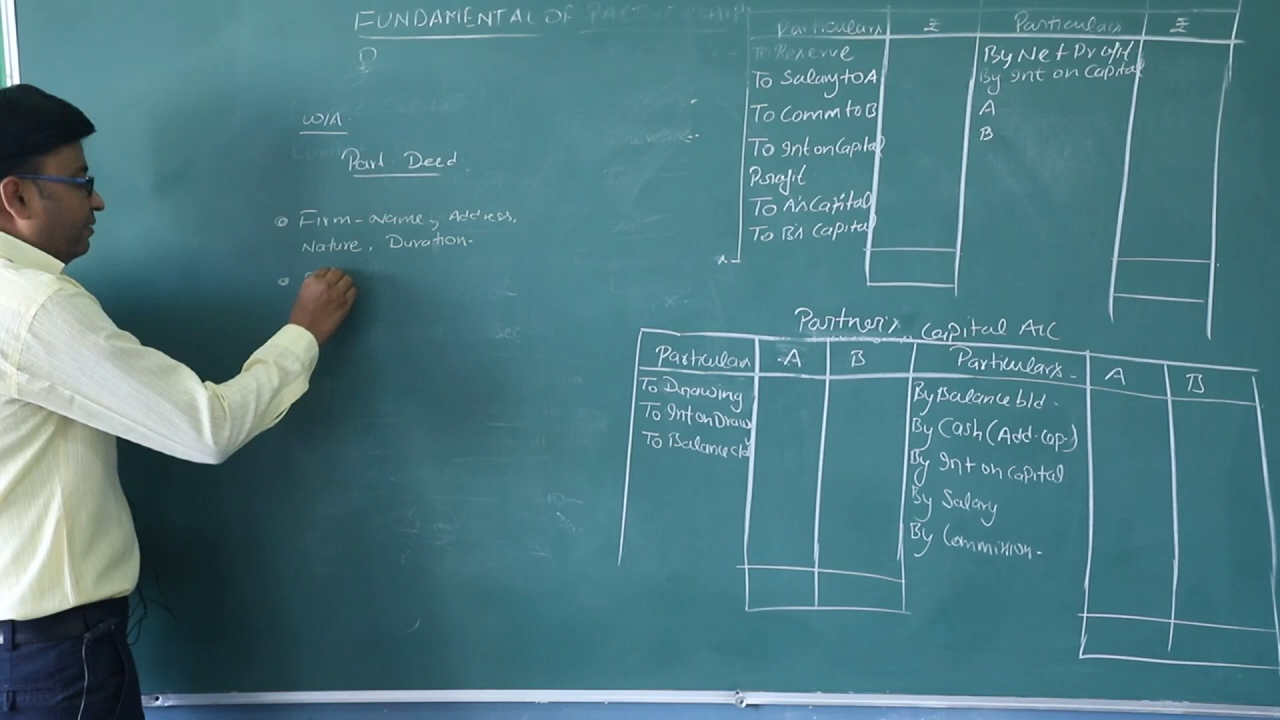 FUNDAMENTAL OF PARTNERSHIP
W/A
Part. Deed.
Firm-Name, Address,
Nature, Duration-
Particulars ₹ Particulars ₹
To Reserve By Net Profit
To Salary to A By Int on Capital
To Comm to B A
To Int on Capital B
Profit
To A's Capital
To B's Capital
Partner's Capital A/c
Particulars A B Particulars A B
To Drawing By Balance b/d
To Int on Draw By Cash (Add. Cap.)
To Balance c/d By Int on capital
By Salary
By Commission-